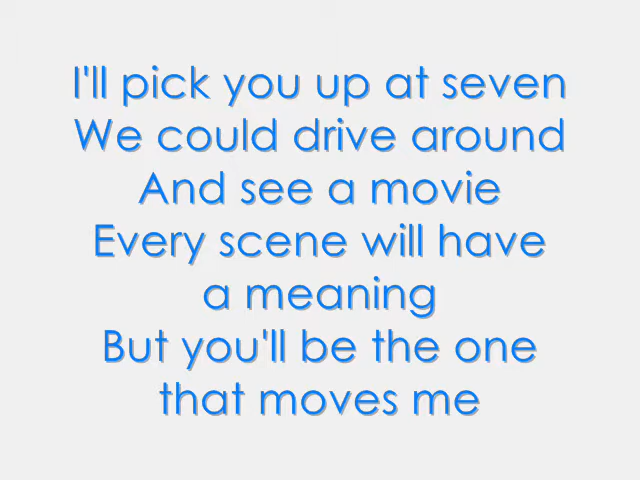 I'll pick you up at seven
We could drive around
And see a movie
Every scene will have
a meaning
But you'll be the one
that moves me